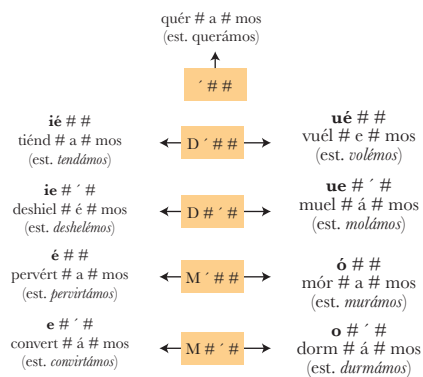 quér # a # mos
(est. querámos)
´ # #
ié # #
tiénd # a # mos
(est. tendámos)
D ´ # #
ué # #
vuél # e # mos
(est. volémos)
ie # ´ #
deshiel # é # mos
(est. deshelémos)
D # ´ #
ue # ´ #
muel # á # mos
(est. molámos)
é # #
pervért # a # mos
(est. pervirtámos)
M ´ # #
ó # #
mór # a # mos
(est. murámos)
e # ´ #
convert # á # mos
(est. convirtámos)
M # ´ #
o # ´ #
dorm # á # mos
(est. durmámos)